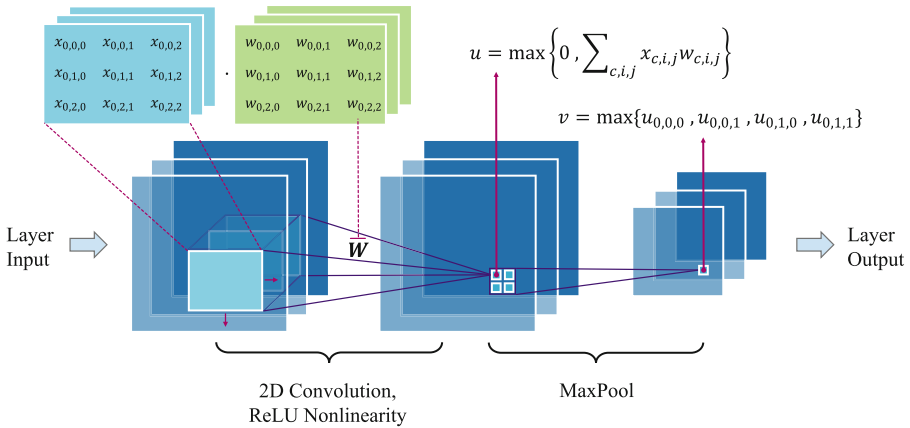 x₀,₀,₀ x₀,₀,₁ x₀,₀,₂
x₀,₁,₀ x₀,₁,₁ x₀,₁,₂
x₀,₂,₀ x₀,₂,₁ x₀,₂,₂
·
w₀,₀,₀ w₀,₀,₁ w₀,₀,₂
w₀,₁,₀ w₀,₁,₁ w₀,₁,₂
w₀,₂,₀ w₀,₂,₁ w₀,₂,₂
u = max{0 , ∑_{c,i,j} x_{c,i,j} w_{c,i,j}}
v = max{u₀,₀,₀ , u₀,₀,₁ , u₀,₁,₀ , u₀,₁,₁}
Layer
Input
W
Layer
Output
2D Convolution,
ReLU Nonlinearity
MaxPool